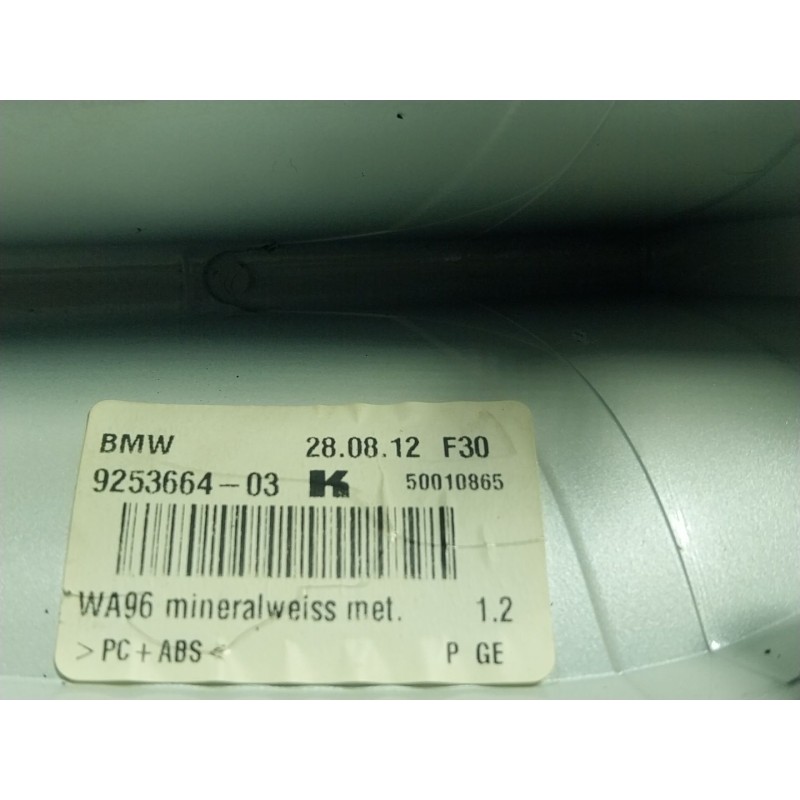 BMW 28.08.12 F30
9253664-03 K 50010865
WA96 mineralweiss met. 1.2
>PC+ABS< P GE